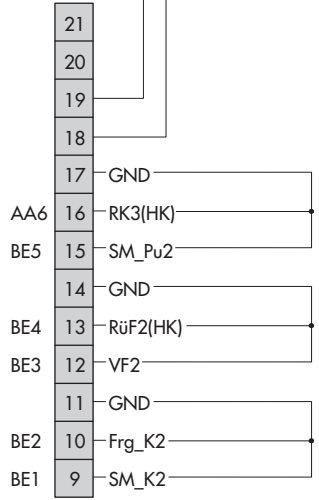 21
20
19
18
17 GND
AA6 16 RK3(HK)
BE5 15 SM_Pu2
14 GND
BE4 13 RüF2(HK)
BE3 12 VF2
11 GND
BE2 10 Frg_K2
BE1 9 SM_K2